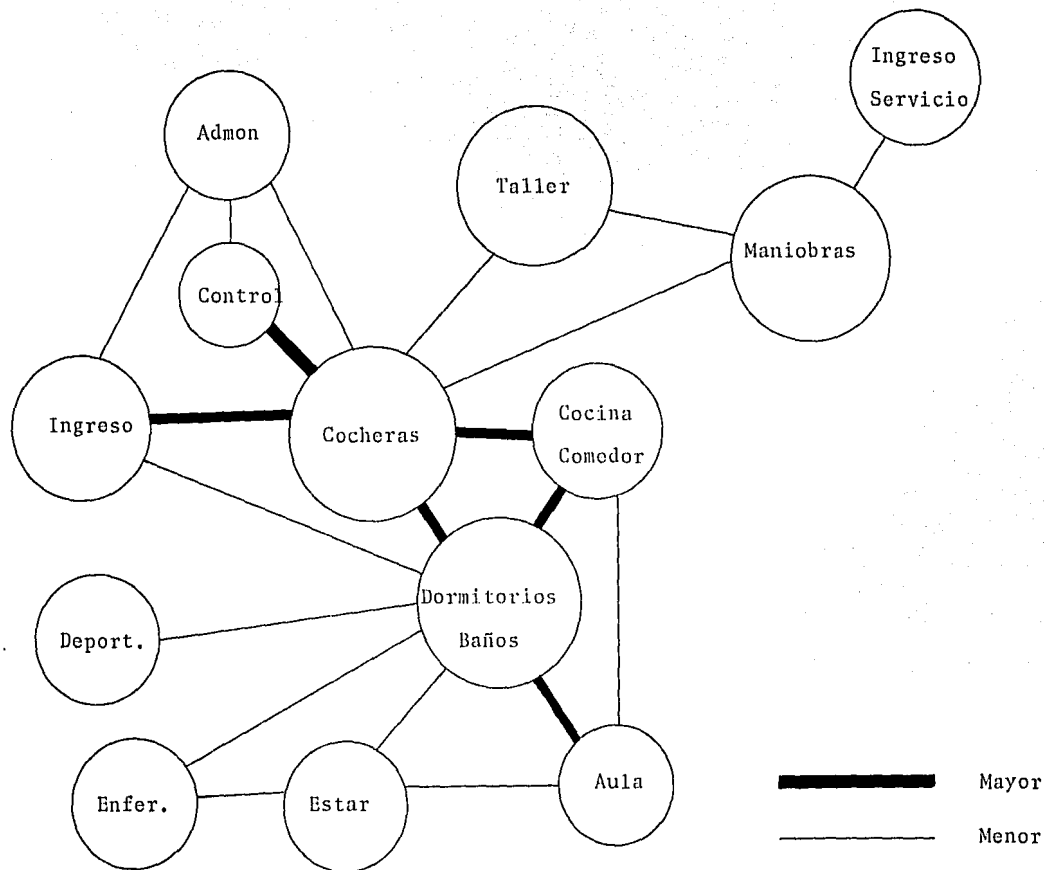 Ingreso
Servicio
Admon
Taller
Maniobras
Control
Ingreso
Cocheras
Cocina
Comedor
Dormitorios
Baños
Deport.
Enfer.
Estar
Aula
Mayor
Menor